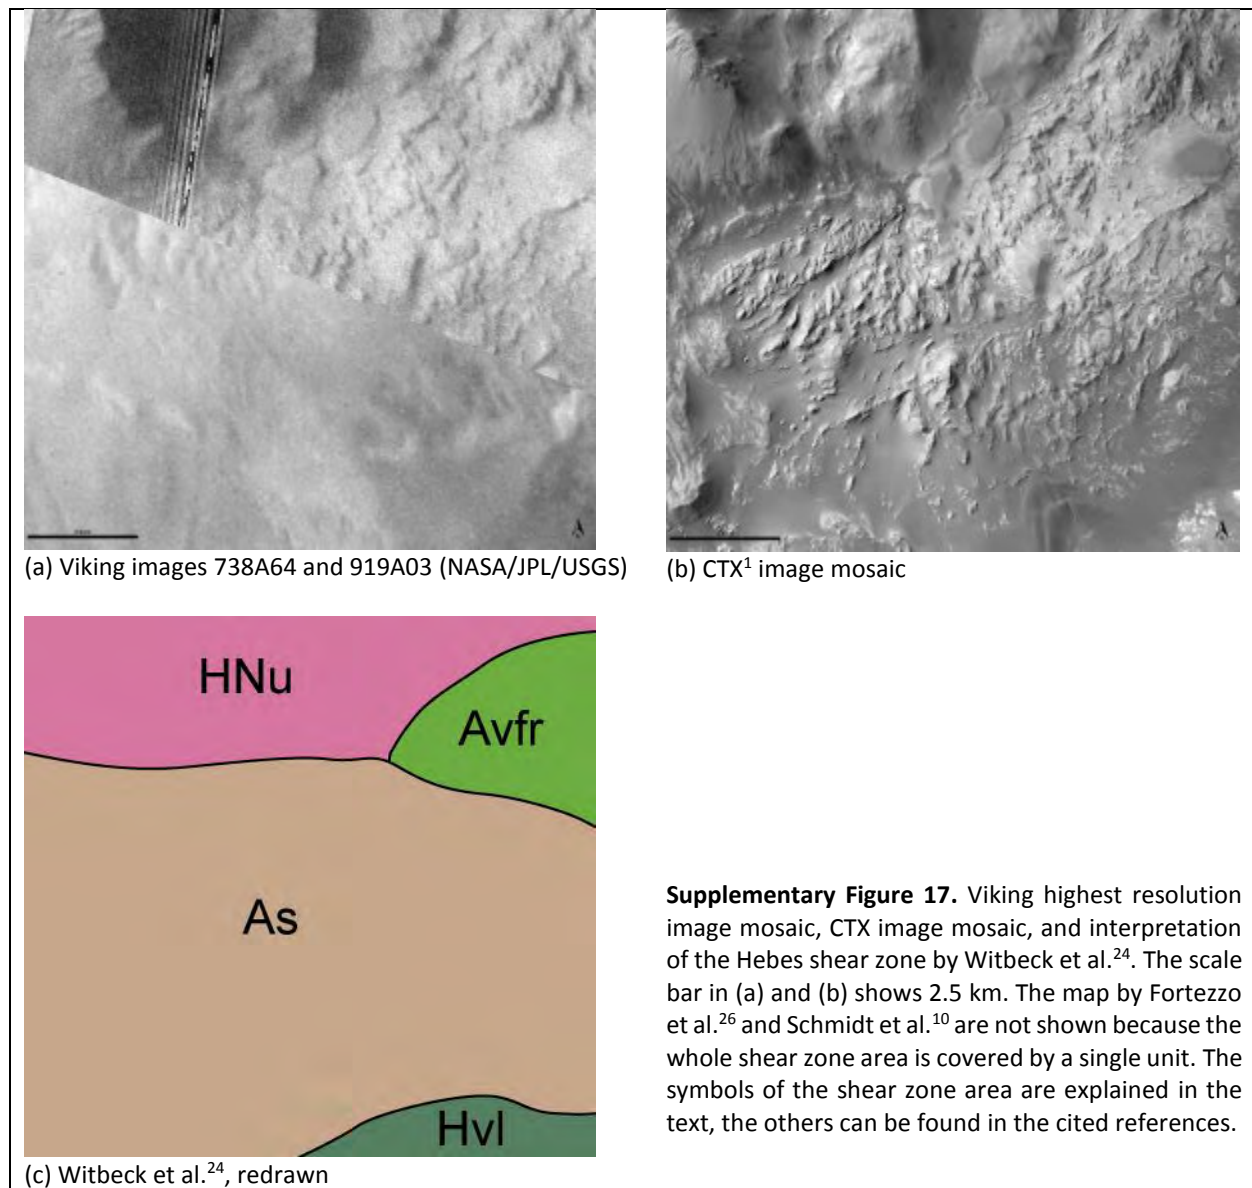 (a) Viking images 738A64 and 919A03 (NASA/JPL/USGS)
(b) CTX¹ image mosaic
HNu
Avfr
As
Hvl
(c) Witbeck et al.²⁴, redrawn
Supplementary Figure 17. Viking highest resolution
image mosaic, CTX image mosaic, and interpretation
of the Hebes shear zone by Witbeck et al.²⁴. The scale
bar in (a) and (b) shows 2.5 km. The map by Fortezzo
et al.²⁶ and Schmidt et al.¹⁰ are not shown because the
whole shear zone area is covered by a single unit. The
symbols of the shear zone area are explained in the
text, the others can be found in the cited references.